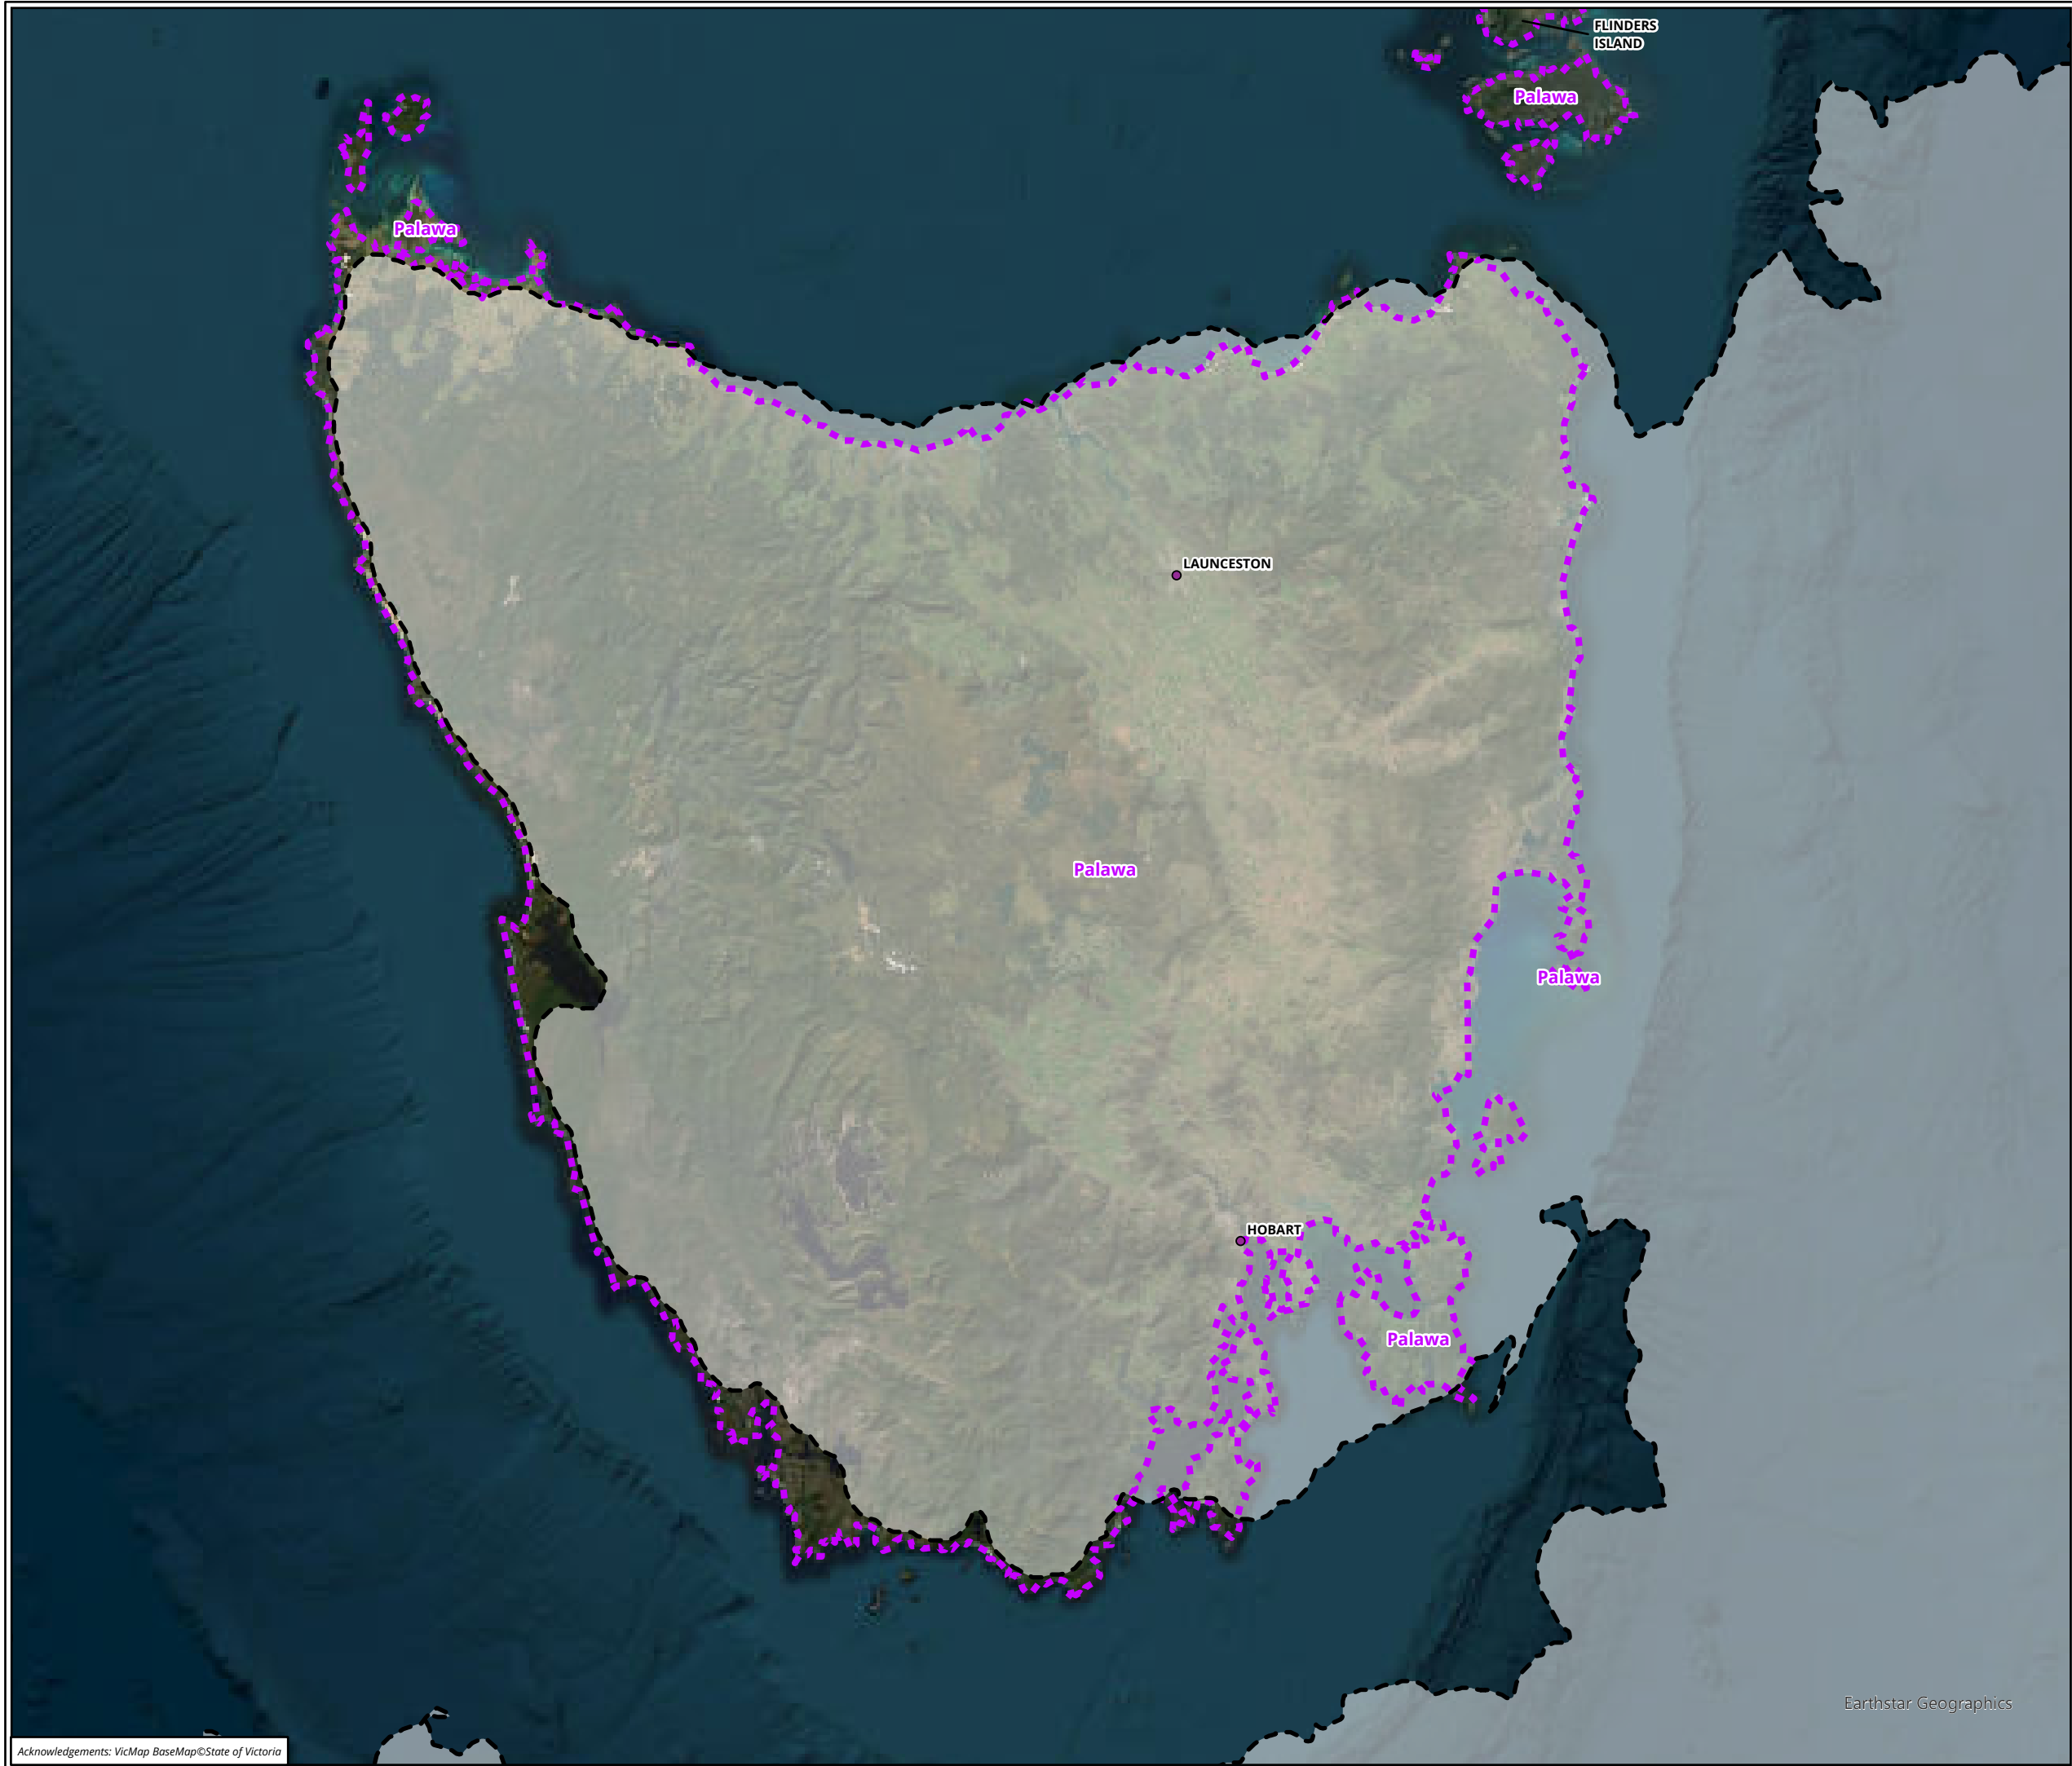 FLINDERS
ISLAND
Palawa
Palawa
LAUNCESTON
Palawa
Palawa
HOBART
Palawa
Earthstar Geographics
Acknowledgements: VicMap BaseMap©State of Victoria